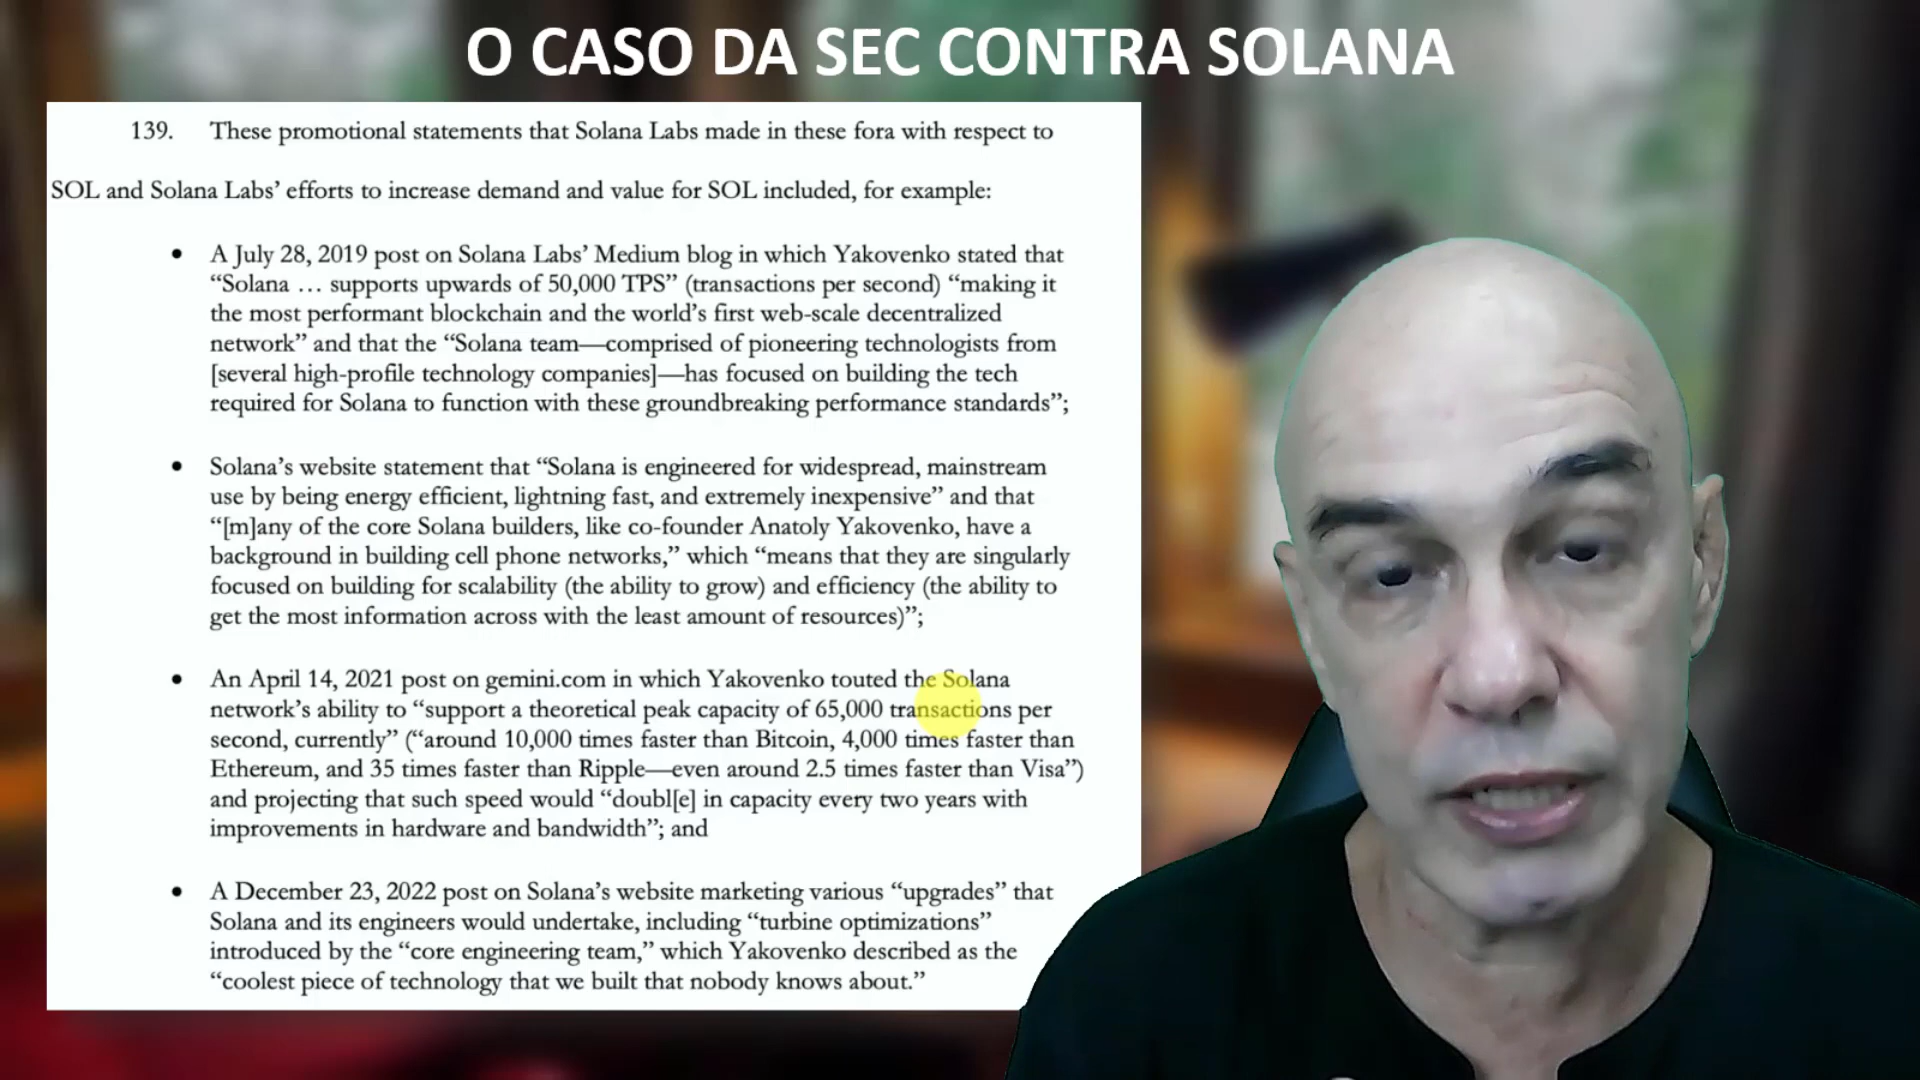 O CASO DA SEC CONTRA SOLANA
139. These promotional statements that Solana Labs made in these fora with respect to
SOL and Solana Labs’ efforts to increase demand and value for SOL included, for example:
• A July 28, 2019 post on Solana Labs’ Medium blog in which Yakovenko stated that
“Solana … supports upwards of 50,000 TPS” (transactions per second) “making it
the most performant blockchain and the world’s first web-scale decentralized
network” and that the “Solana team—comprised of pioneering technologists from
[several high-profile technology companies]—has focused on building the tech
required for Solana to function with these groundbreaking performance standards”;
• Solana’s website statement that “Solana is engineered for widespread, mainstream
use by being energy efficient, lightning fast, and extremely inexpensive” and that
“[m]any of the core Solana builders, like co-founder Anatoly Yakovenko, have a
background in building cell phone networks,” which “means that they are singularly
focused on building for scalability (the ability to grow) and efficiency (the ability to
get the most information across with the least amount of resources)”;
• An April 14, 2021 post on gemini.com in which Yakovenko touted the Solana
network’s ability to “support a theoretical peak capacity of 65,000 transactions per
second, currently” (“around 10,000 times faster than Bitcoin, 4,000 times faster than
Ethereum, and 35 times faster than Ripple—even around 2.5 times faster than Visa”)
and projecting that such speed would “doubl[e] in capacity every two years with
improvements in hardware and bandwidth”; and
• A December 23, 2022 post on Solana’s website marketing various “upgrades” that
Solana and its engineers would undertake, including “turbine optimizations”
introduced by the “core engineering team,” which Yakovenko described as the
“coolest piece of technology that we built that nobody knows about.”